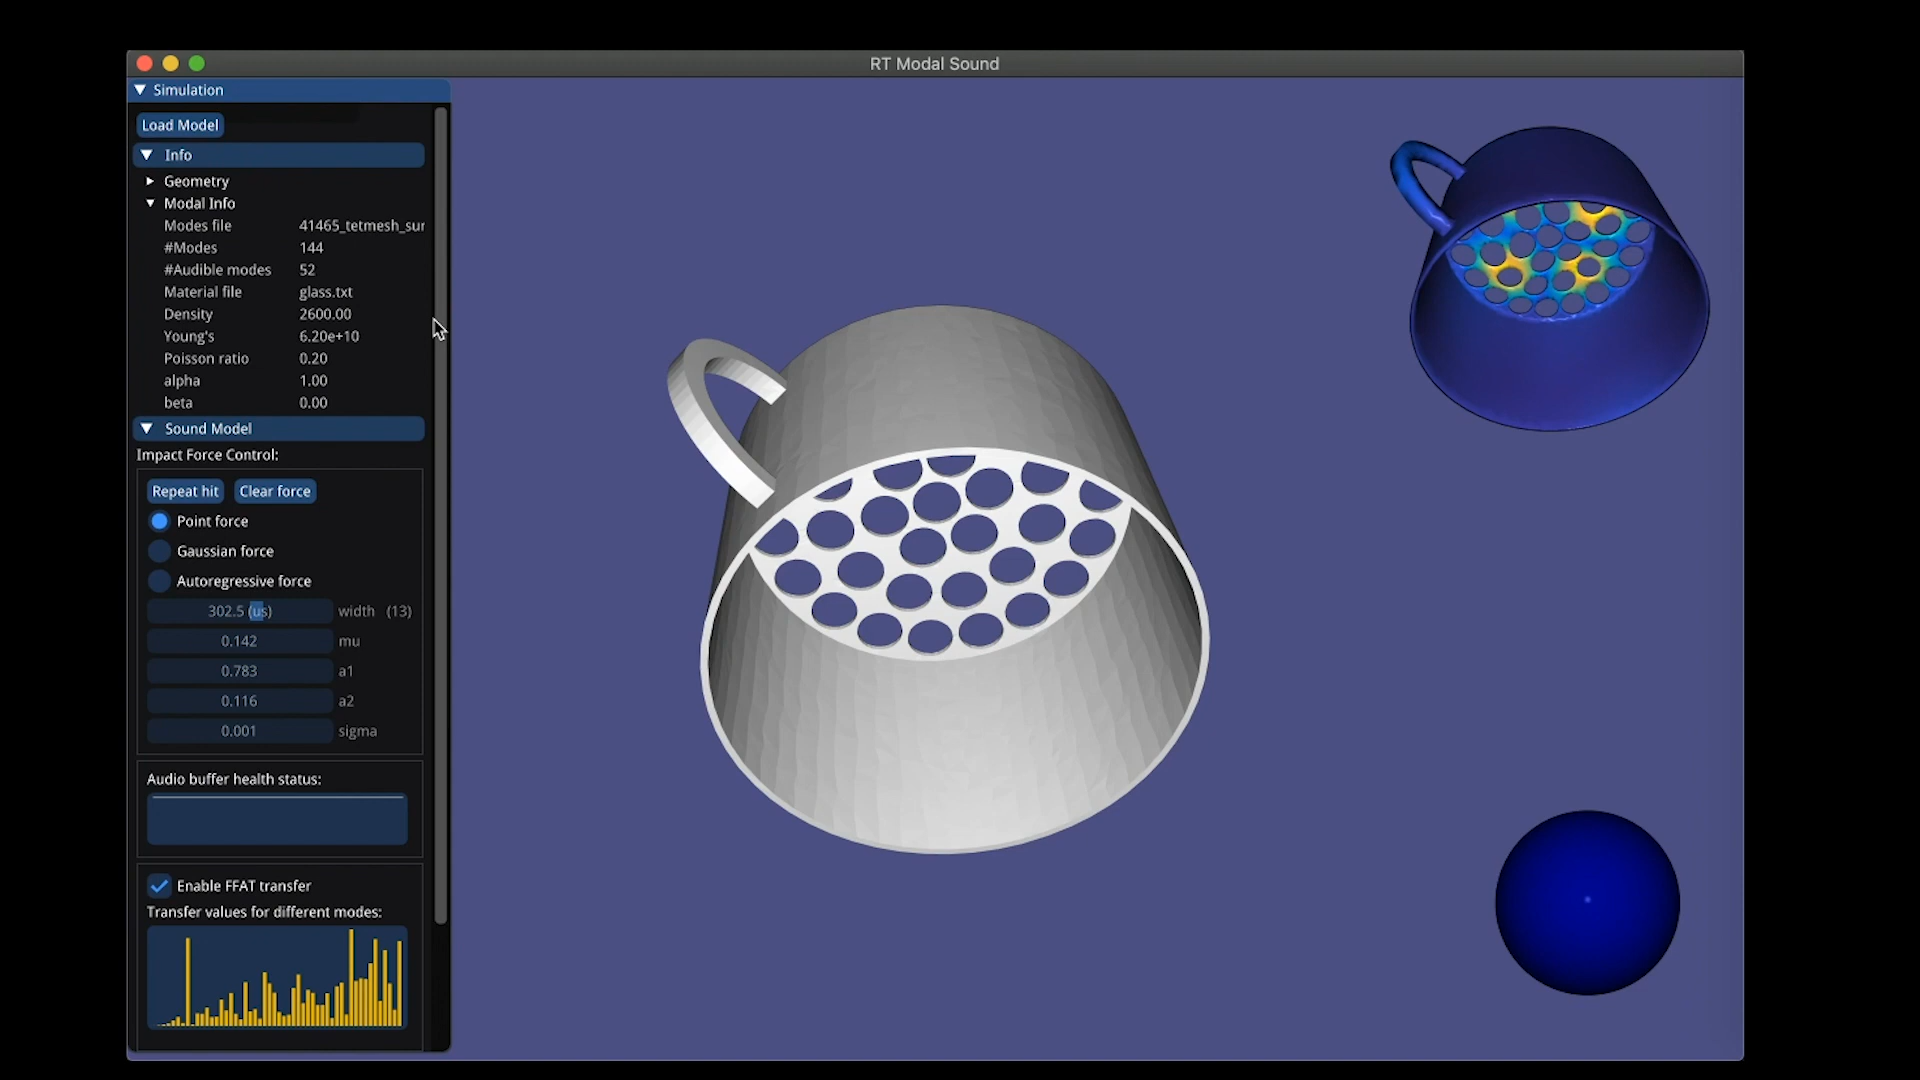 RT Modal Sound
Simulation
Load Model
Info
Geometry
Modal Info
Modes file 41465_tetmesh_sur
#Modes 144
#Audible modes 52
Material file glass.txt
Density 2600.00
Young's 6.20e+10
Poisson ratio 0.20
alpha 1.00
beta 0.00
Sound Model
Impact Force Control:
Repeat hit Clear force
Point force
Gaussian force
Autoregressive force
302.5 (us) width (13)
0.142 mu
0.783 a1
0.116 a2
0.001 sigma
Audio buffer health status:
Enable FFAT transfer
Transfer values for different modes: